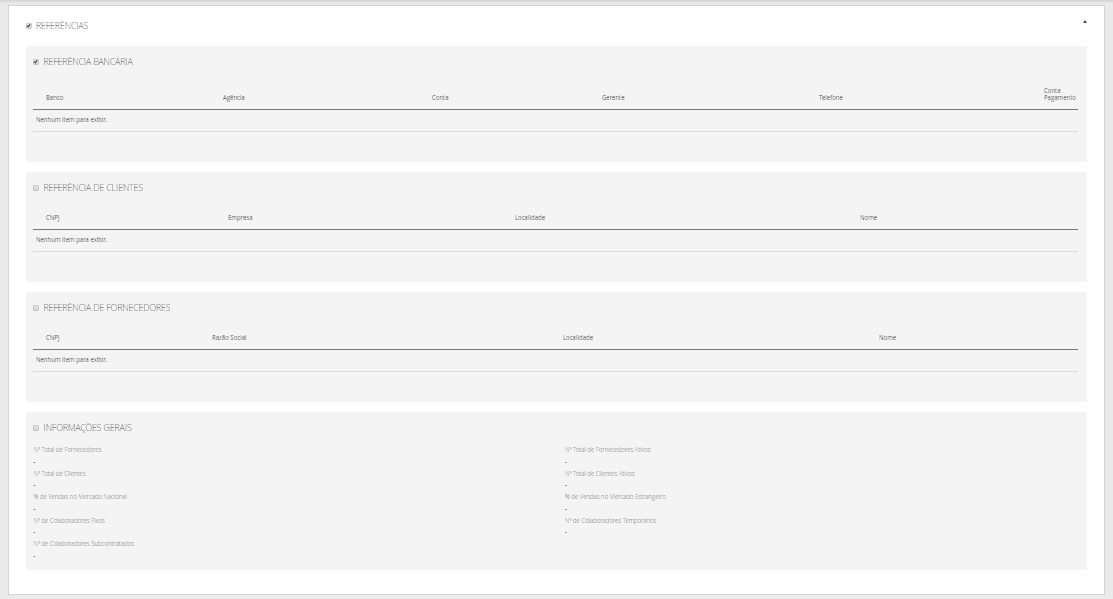 REFERÊNCIAS
REFERÊNCIA BANCÁRIA
Banco Agência Conta Gerente Telefone Conta Pagamento
Nenhum item para exibir.
REFERÊNCIA DE CLIENTES
CNPJ Empresa Localidade Nome
Nenhum item para exibir.
REFERÊNCIA DE FORNECEDORES
CNPJ Razão Social Localidade Nome
Nenhum item para exibir.
INFORMAÇÕES GERAIS
Nº Total de Fornecedores Nº Total de Fornecedores Ativos
- -
Nº Total de Clientes Nº Total de Clientes Ativos
- -
% de Vendas no Mercado Nacional % de Vendas no Mercado Estrangeiro
- -
Nº de Colaboradores Fixos Nº de Colaboradores Temporários
- -
Nº de Colaboradores Subcontratados
-